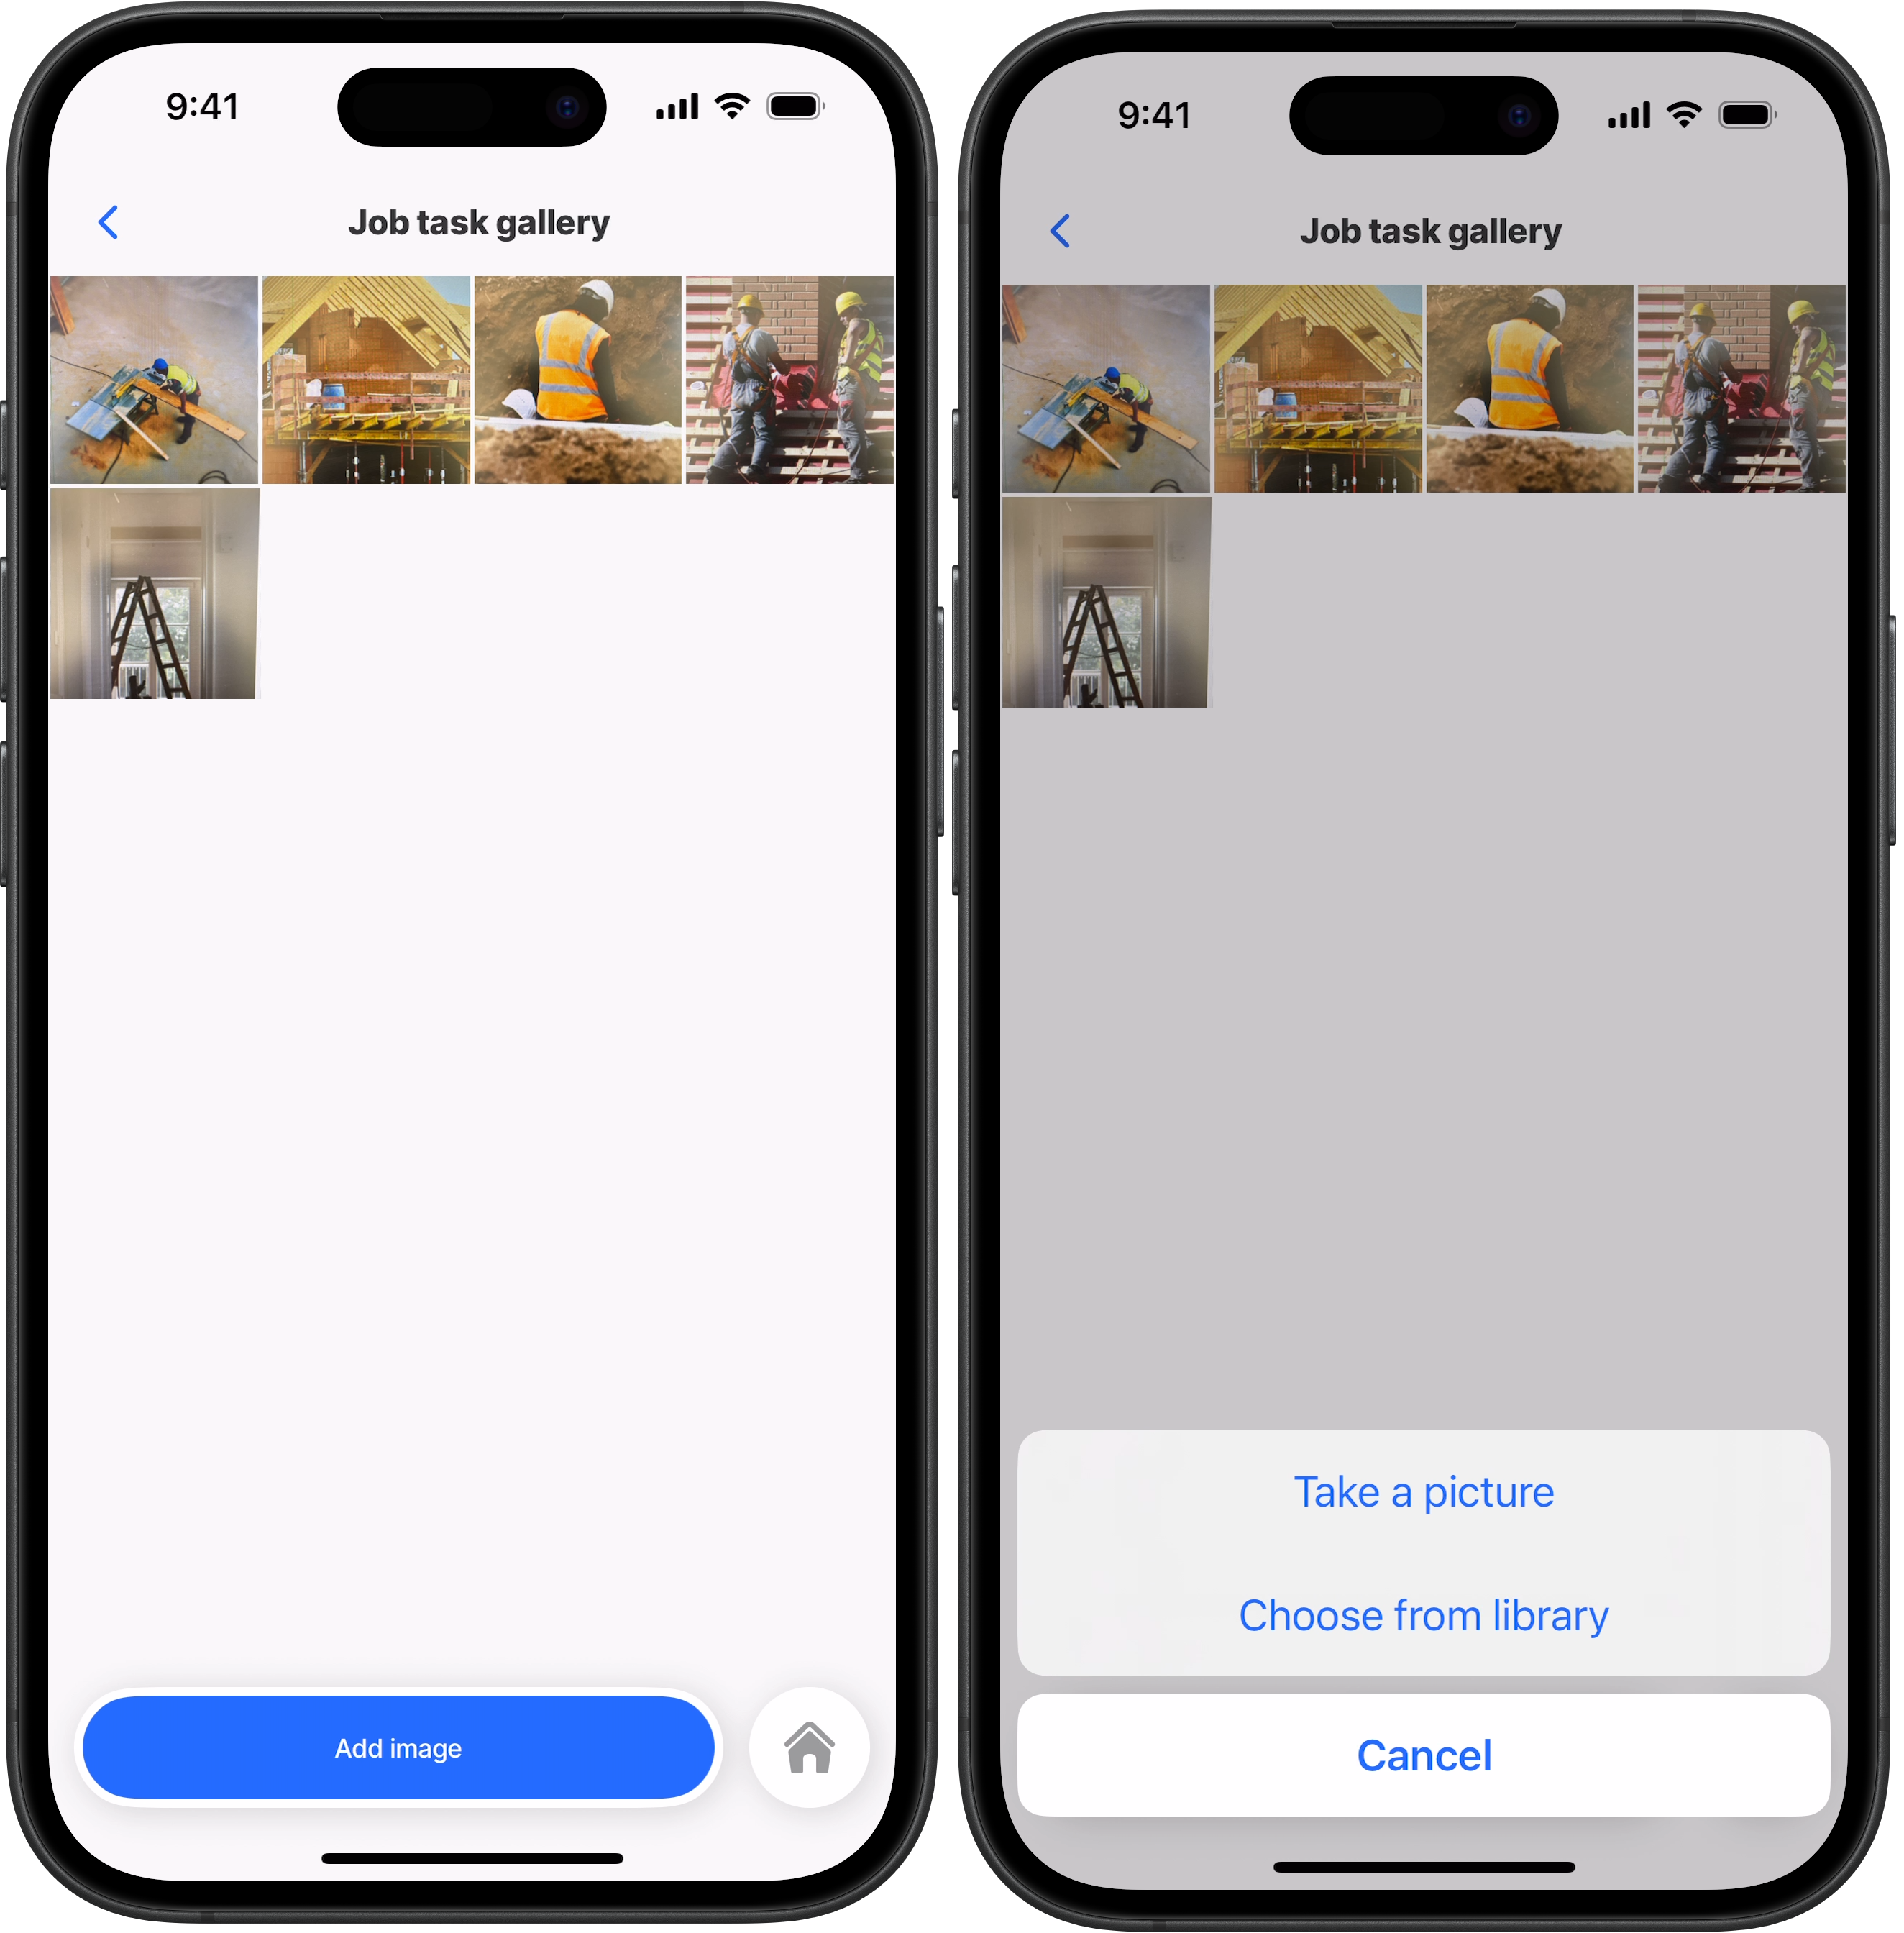 9:41
Job task gallery
Add image
9:41
Job task gallery
Take a picture
Choose from library
Cancel